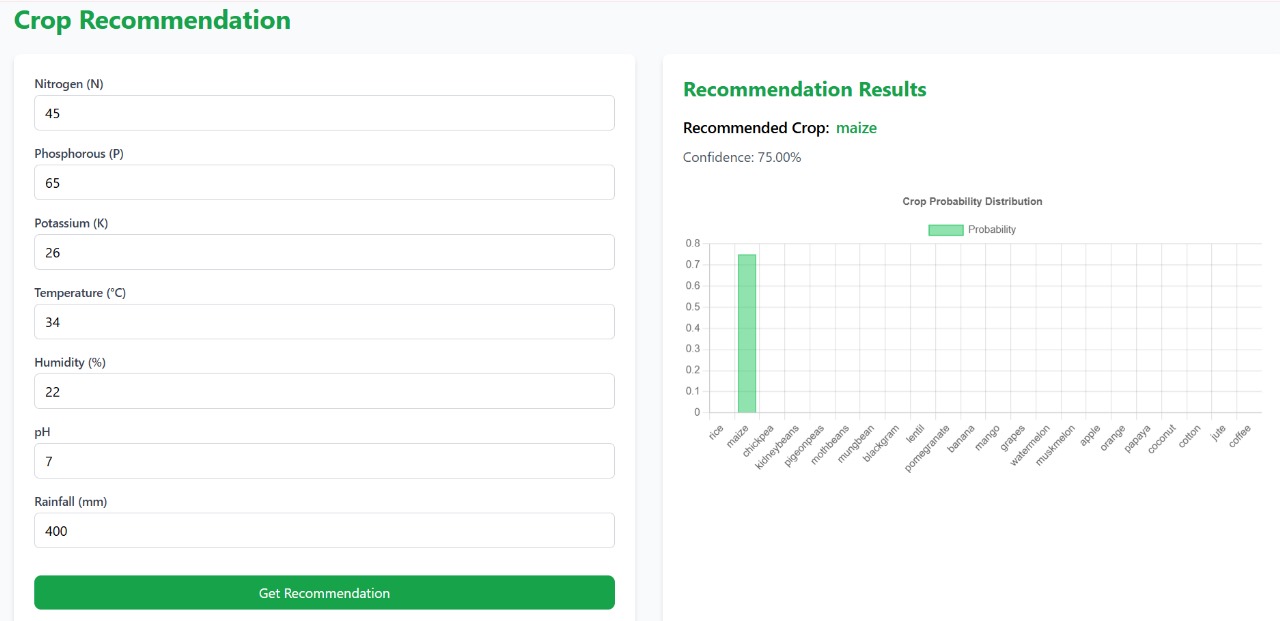 Crop Recommendation
Nitrogen (N)
45
Phosphorous (P)
65
Potassium (K)
26
Temperature (°C)
34
Humidity (%)
22
pH
7
Rainfall (mm)
400
Get Recommendation
Recommendation Results
Recommended Crop: maize
Confidence: 75.00%
Crop Probability Distribution
Probability
0.8
0.7
0.6
0.5
0.4
0.3
0.2
0.1
0
rice
maize
chickpea
kidneybeans
pigeonpeas
mothbeans
mungbean
blackgram
lentil
pomegranate
banana
mango
grapes
watermelon
muskmelon
apple
orange
papaya
coconut
cotton
jute
coffee